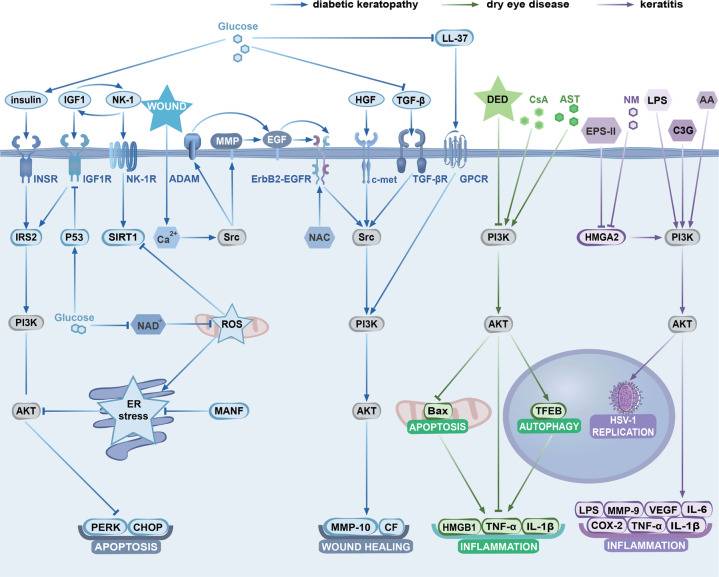 diabetic keratopathy dry eye disease keratitis
Glucose
LL-37
insulin IGF1 NK-1 WOUND HGF TGF-β DED CsA AST NM LPS AA
EPS-II C3G
MMP EGF
INSR IGF1R NK-1R ADAM ErbB2-EGFR c-met TGF-βR GPCR
IRS2 P53 SIRT1 Ca2+ Src NAC Src PI3K HMGA2 PI3K
Glucose
PI3K NAD+ ROS PI3K AKT AKT
ER
stress
AKT MANF AKT Bax TFEB HSV-1
APOPTOSIS AUTOPHAGY REPLICATION
LPS MMP-9 VEGF IL-6
PERK CHOP MMP-10 CF HMGB1 TNF-α IL-1β COX-2 TNF-α IL-1β
APOPTOSIS WOUND HEALING INFLAMMATION INFLAMMATION